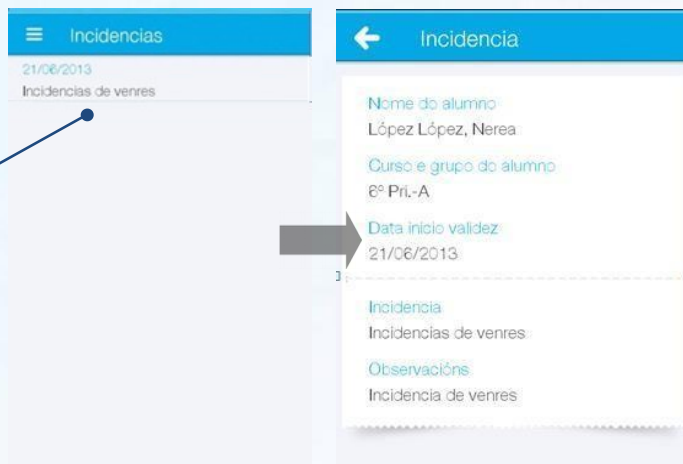 Incidencias
21/06/2013
Incidencias de venres
Incidencia
Nome do alumno
López López, Nerea
Curso e grupo do alumno
6º Pri.-A
Data inicio validez
21/06/2013
Incidencia
Incidencias de venres
Observacións
Incidencia de venres